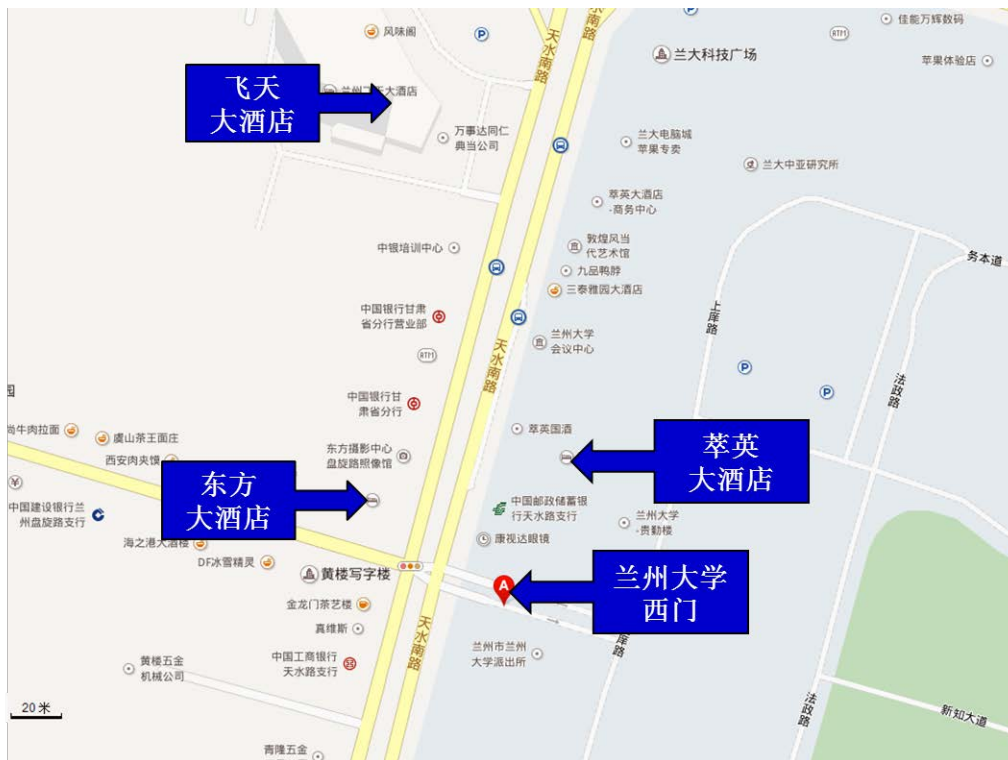 风味阁
P
天水南路
P
ATM
佳能万辉数码
兰大科技广场
苹果体验店
飞天
大酒店
兰州
大酒店
万事达同仁
典当公司
兰大电脑城
苹果专卖
兰大中亚研究所
萃英大酒店
-商务中心
敦煌风当
代艺术馆
中银培训中心
九品鸭脖
三泰雅园大酒店
务本道
上庠路
中国银行甘肃
省分行营业部
兰州大学
会议中心
ATM
天水南路
P
P
法政路
园
中国银行甘
肃省分行
尚牛肉拉面
虞山茶王面庄
西安肉夹馍
东方摄影中心
盘旋路照像馆
萃英国酒
萃英
大酒店
东方
大酒店
中国建设银行兰
州盘旋路支行
中国邮政储蓄银
行天水路支行
兰州大学
-贵勤楼
海之港大酒楼
康视达眼镜
DF冰雪精灵
黄楼写字楼
A
兰州大学
西门
金龙门茶艺楼
真维斯
天水南路
庠路
中国工商银行
天水路支行
兰州市兰州
大学派出所
黄楼五金
机械公司
法政路
新知大道
20米
青隆五金